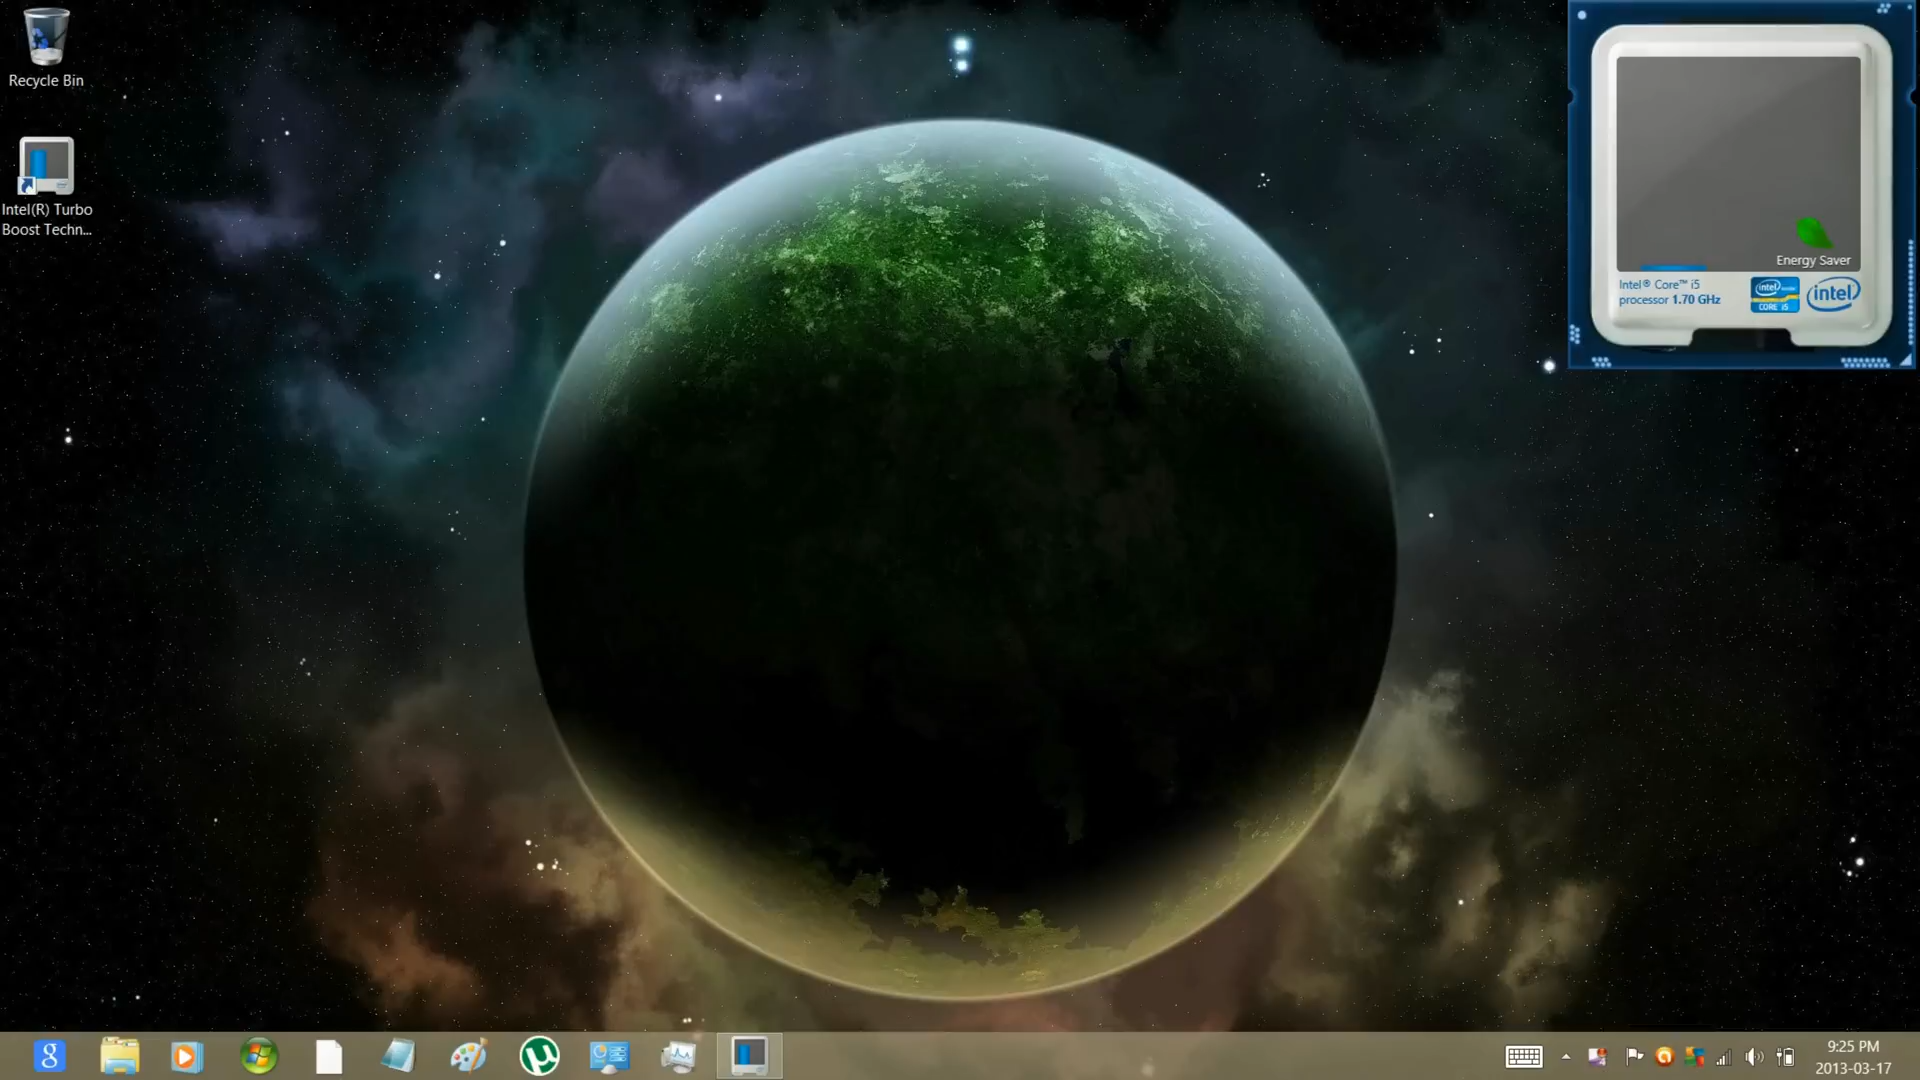 Recycle Bin
Intel(R) Turbo
Boost Techn...
Energy Saver
Intel® Core™ i5
processor 1.70 GHz
intel
CORE i5
intel
g
µ
9:25 PM
2013-03-17